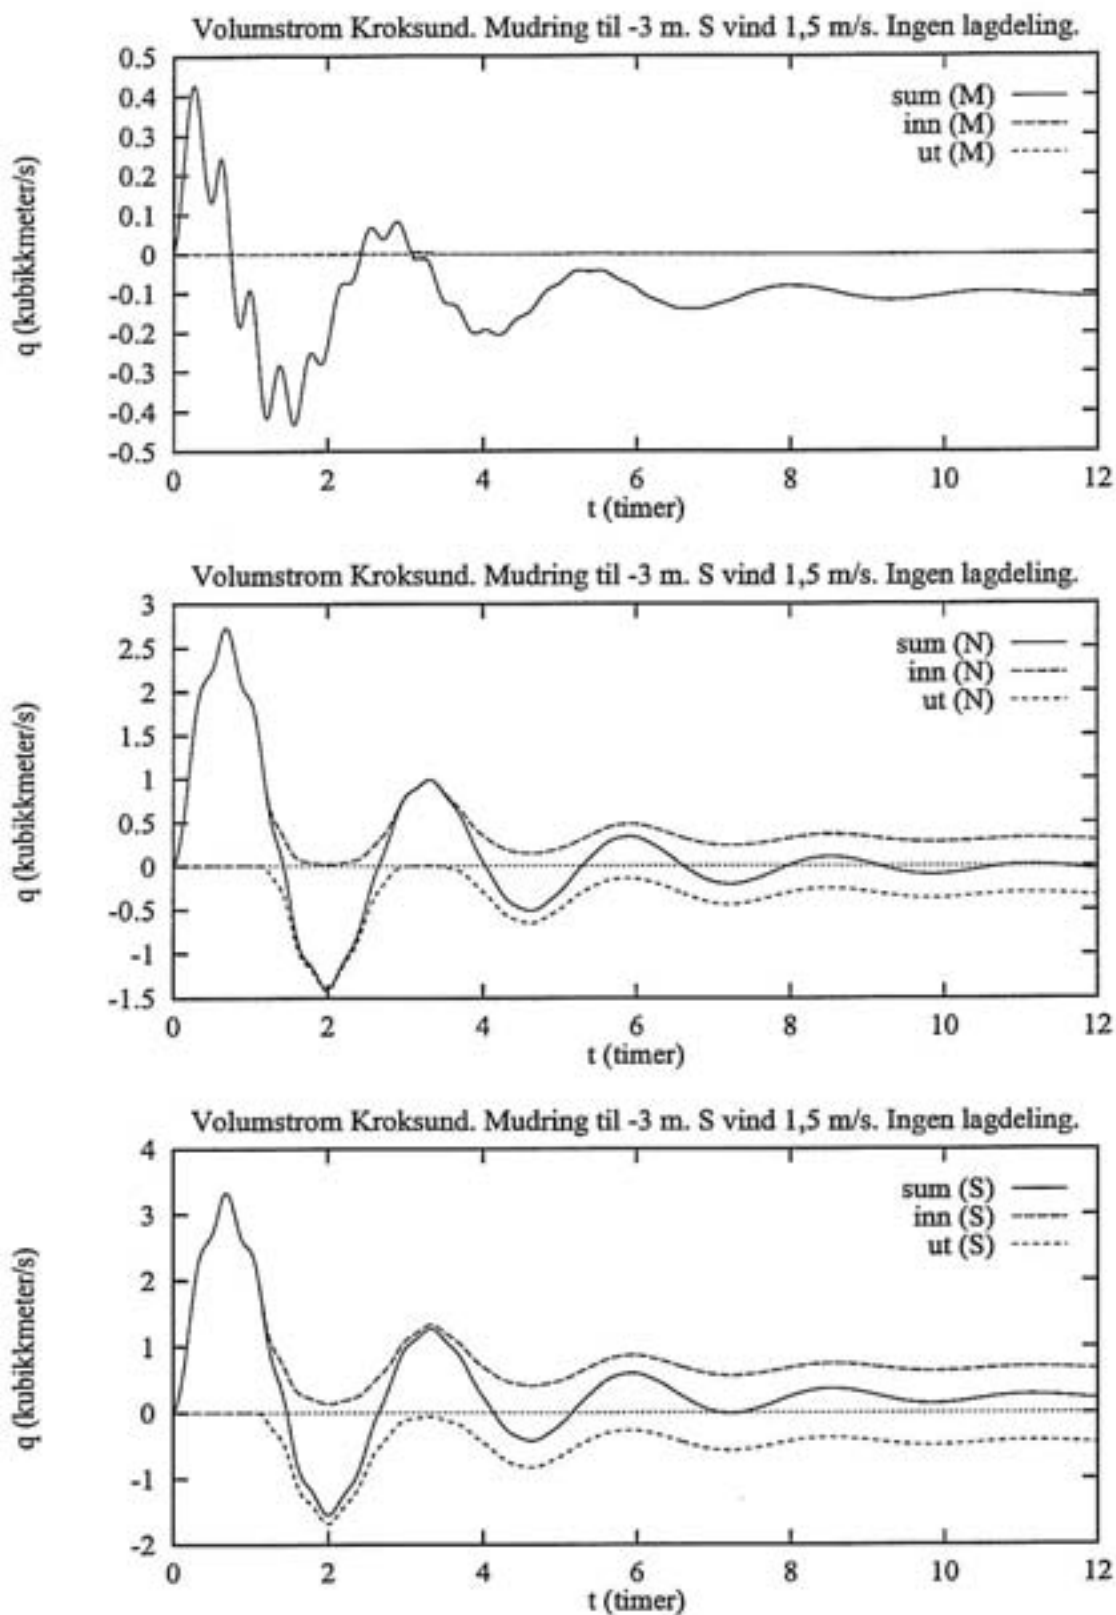 Volumstrom Kroksund. Mudring til -3 m. S vind 1,5 m/s. Ingen lagdeling.
q (kubikkmeter/s)
0.5
0.4
0.3
0.2
0.1
0
-0.1
-0.2
-0.3
-0.4
-0.5
sum (M)
inn (M)
ut (M)
0 2 4 6 8 10 12
t (timer)
Volumstrom Kroksund. Mudring til -3 m. S vind 1,5 m/s. Ingen lagdeling.
q (kubikkmeter/s)
3
2.5
2
1.5
1
0.5
0
-0.5
-1
-1.5
sum (N)
inn (N)
ut (N)
0 2 4 6 8 10 12
t (timer)
Volumstrom Kroksund. Mudring til -3 m. S vind 1,5 m/s. Ingen lagdeling.
q (kubikkmeter/s)
4
3
2
1
0
-1
-2
sum (S)
inn (S)
ut (S)
0 2 4 6 8 10 12
t (timer)